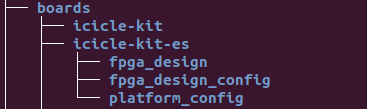 boards
icicle-kit
icicle-kit-es
fpga_design
fpga_design_config
platform_config